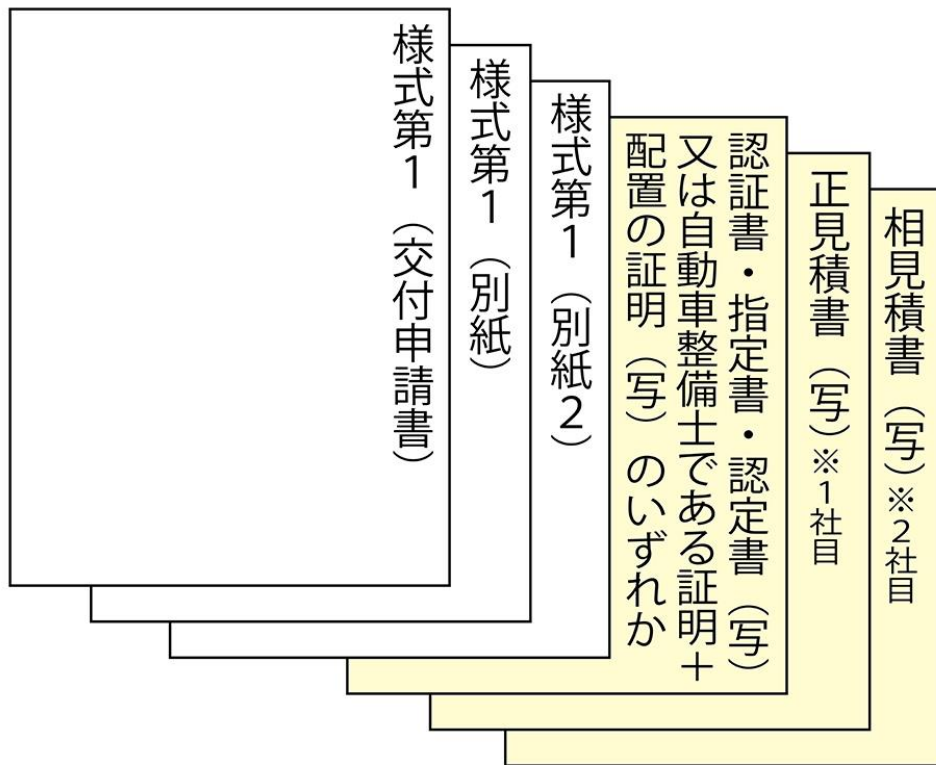 様式第1（交付申請書）
様式第1（別紙）
様式第1（別紙2）
認証書・指定書・認定書（写）
又は自動車整備士である証明＋
配置の証明（写）のいずれか
正見積書（写）※1社目
相見積書（写）※2社目